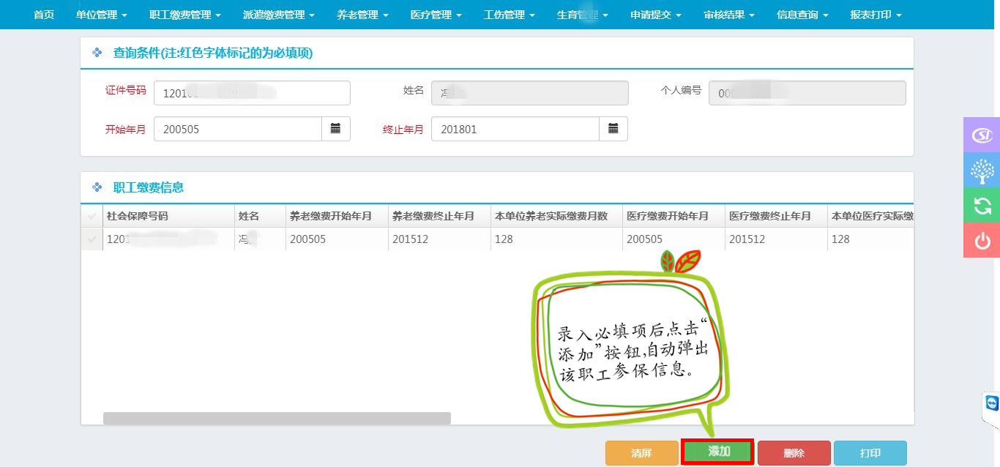 首页 单位管理 职工缴费管理 派遣缴费管理 养老管理 医疗管理 工伤管理 生育管理 申请提交 审核结果 信息查询 报表打印
查询条件(注:红色字体标记的为必填项)
证件号码 1201 姓名 冯 个人编号 000
开始年月 200505 终止年月 201801
职工缴费信息
社会保障号码 姓名 养老缴费开始年月 养老缴费终止年月 本单位养老实际缴费月数 医疗缴费开始年月 医疗缴费终止年月 本单位医疗实际缴
1201 冯 200505 201512 128 200505 201512 128
录入必填项后点击“
添加”按钮,自动弹出
该职工参保信息。
清屏 添加 删除 打印